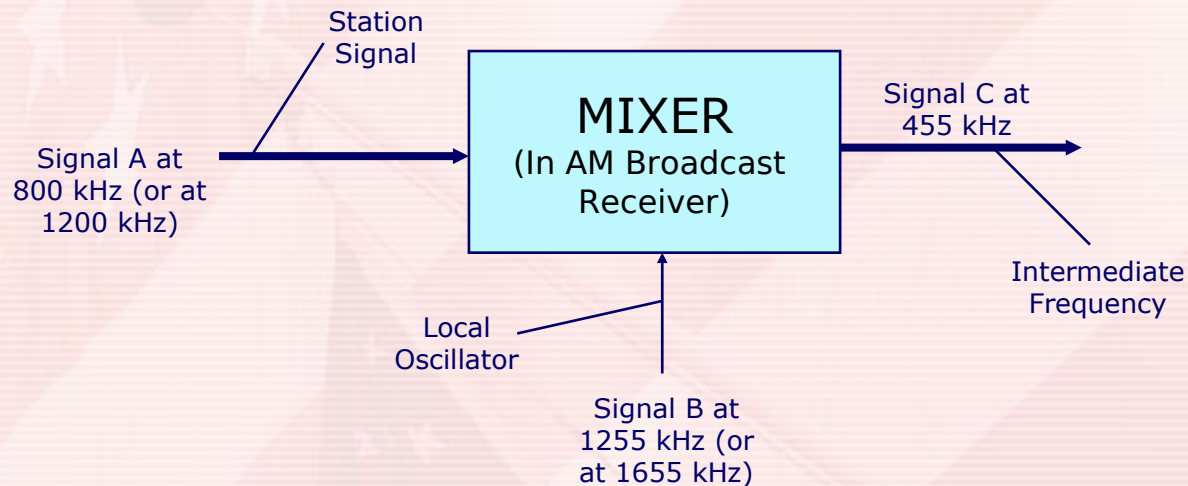 Station
Signal
MIXER
(In AM Broadcast
Receiver)
Signal C at
455 kHz
Signal A at
800 kHz (or at
1200 kHz)
Intermediate
Frequency
Local
Oscillator
Signal B at
1255 kHz (or
at 1655 kHz)